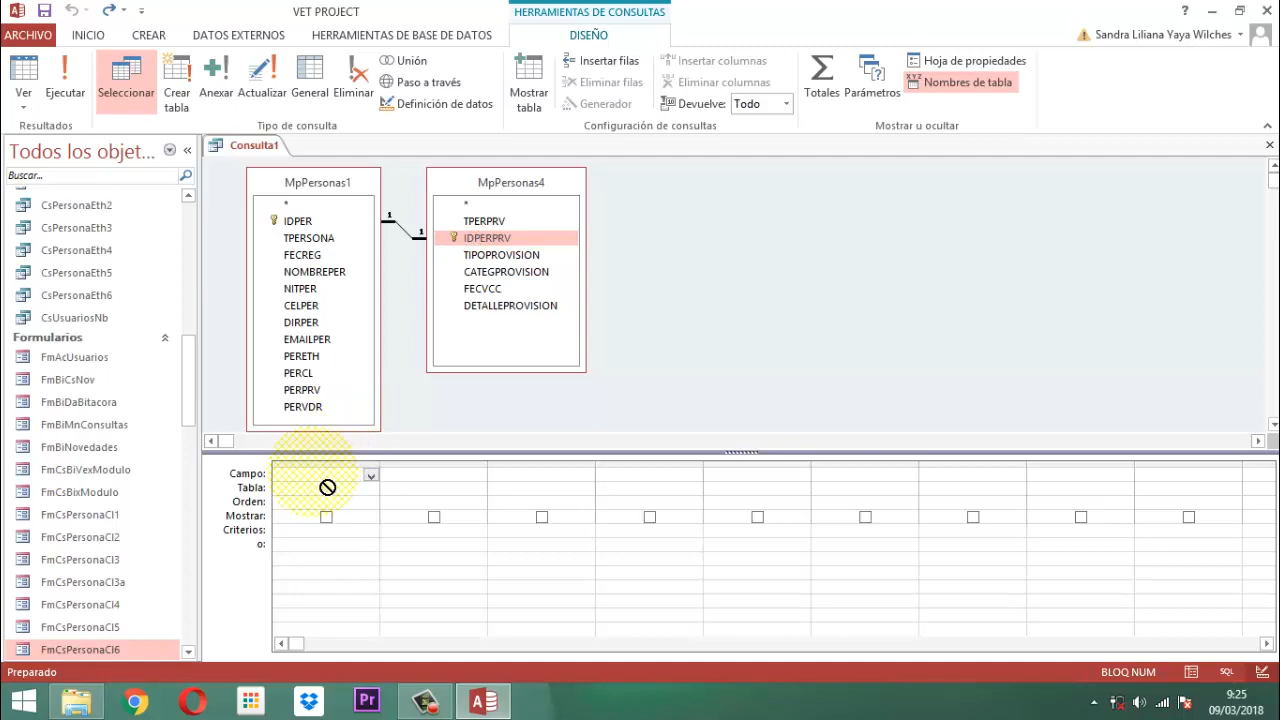 VET PROJECT
HERRAMIENTAS DE CONSULTAS
?
ARCHIVO INICIO CREAR DATOS EXTERNOS HERRAMIENTAS DE BASE DE DATOS DISEÑO Sandra Liliana Yaya Wilches
Ver
Ejecutar
Resultados
Seleccionar
Crear
tabla
Anexar
Actualizar
General
Eliminar
Unión
Paso a través
Definición de datos
Tipo de consulta
Mostrar
tabla
Insertar filas
Eliminar filas
Generador
Insertar columnas
Eliminar columnas
Devuelve: Todo
Configuración de consultas
Totales
Parámetros
Hoja de propiedades
XYZ Nombres de tabla
Mostrar u ocultar
Todos los objet...
Buscar...
CsPersonaEth2
CsPersonaEth3
CsPersonaEth4
CsPersonaEth5
CsPersonaEth6
CsUsuariosNb
Formularios
FmAcUsuarios
FmBiCsNov
FmBiDaBitacora
FmBiMnConsultas
FmBiNovedades
FmCsBiVexModulo
FmCsBixModulo
FmCsPersonaCl1
FmCsPersonaCl2
FmCsPersonaCl3
FmCsPersonaCl3a
FmCsPersonaCl4
FmCsPersonaCl5
FmCsPersonaCl6
Consulta1
MpPersonas1
*
IDPER
TPERSONA
FECREG
NOMBREPER
NITPER
CELPER
DIRPER
EMAILPER
PERETH
PERCL
PERPRV
PERVDR
1
1
MpPersonas4
*
TPERPRV
IDPERPRV
TIPOPROVISION
CATEGPROVISION
FECVCC
DETALLEPROVISION
Campo:
Tabla:
Orden:
Mostrar:
Criterios:
o:
Preparado
BLOQ NUM
SQL
Pr
9:25
09/03/2018